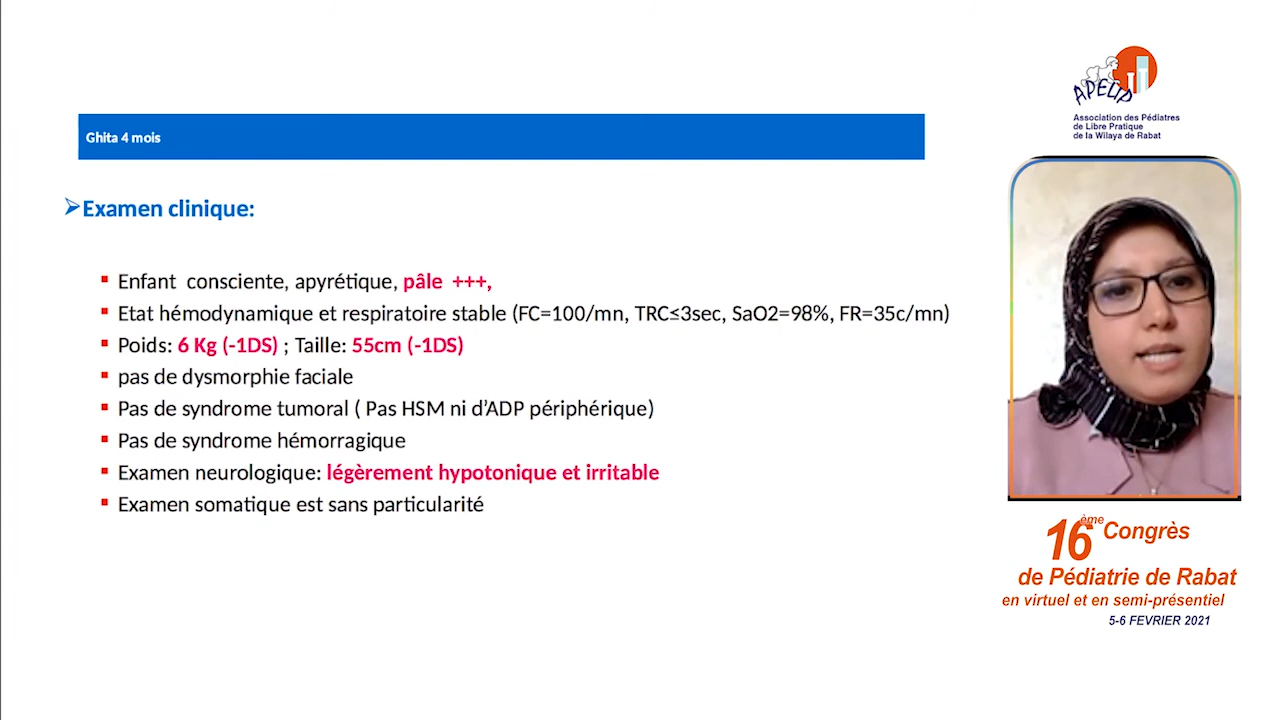 Ghita 4 mois
Examen clinique:
Enfant consciente, apyrétique, pâle +++,
Etat hémodynamique et respiratoire stable (FC=100/mn, TRC≤3sec, SaO2=98%, FR=35c/mn)
Poids: 6 Kg (-1DS) ; Taille: 55cm (-1DS)
pas de dysmorphie faciale
Pas de syndrome tumoral ( Pas HSM ni d'ADP périphérique)
Pas de syndrome hémorragique
Examen neurologique: légèrement hypotonique et irritable
Examen somatique est sans particularité
APELIP
Association des Pédiatres
de Libre Pratique
de la Wilaya de Rabat
16ème Congrès
de Pédiatrie de Rabat
en virtuel et en semi-présentiel
5-6 FEVRIER 2021